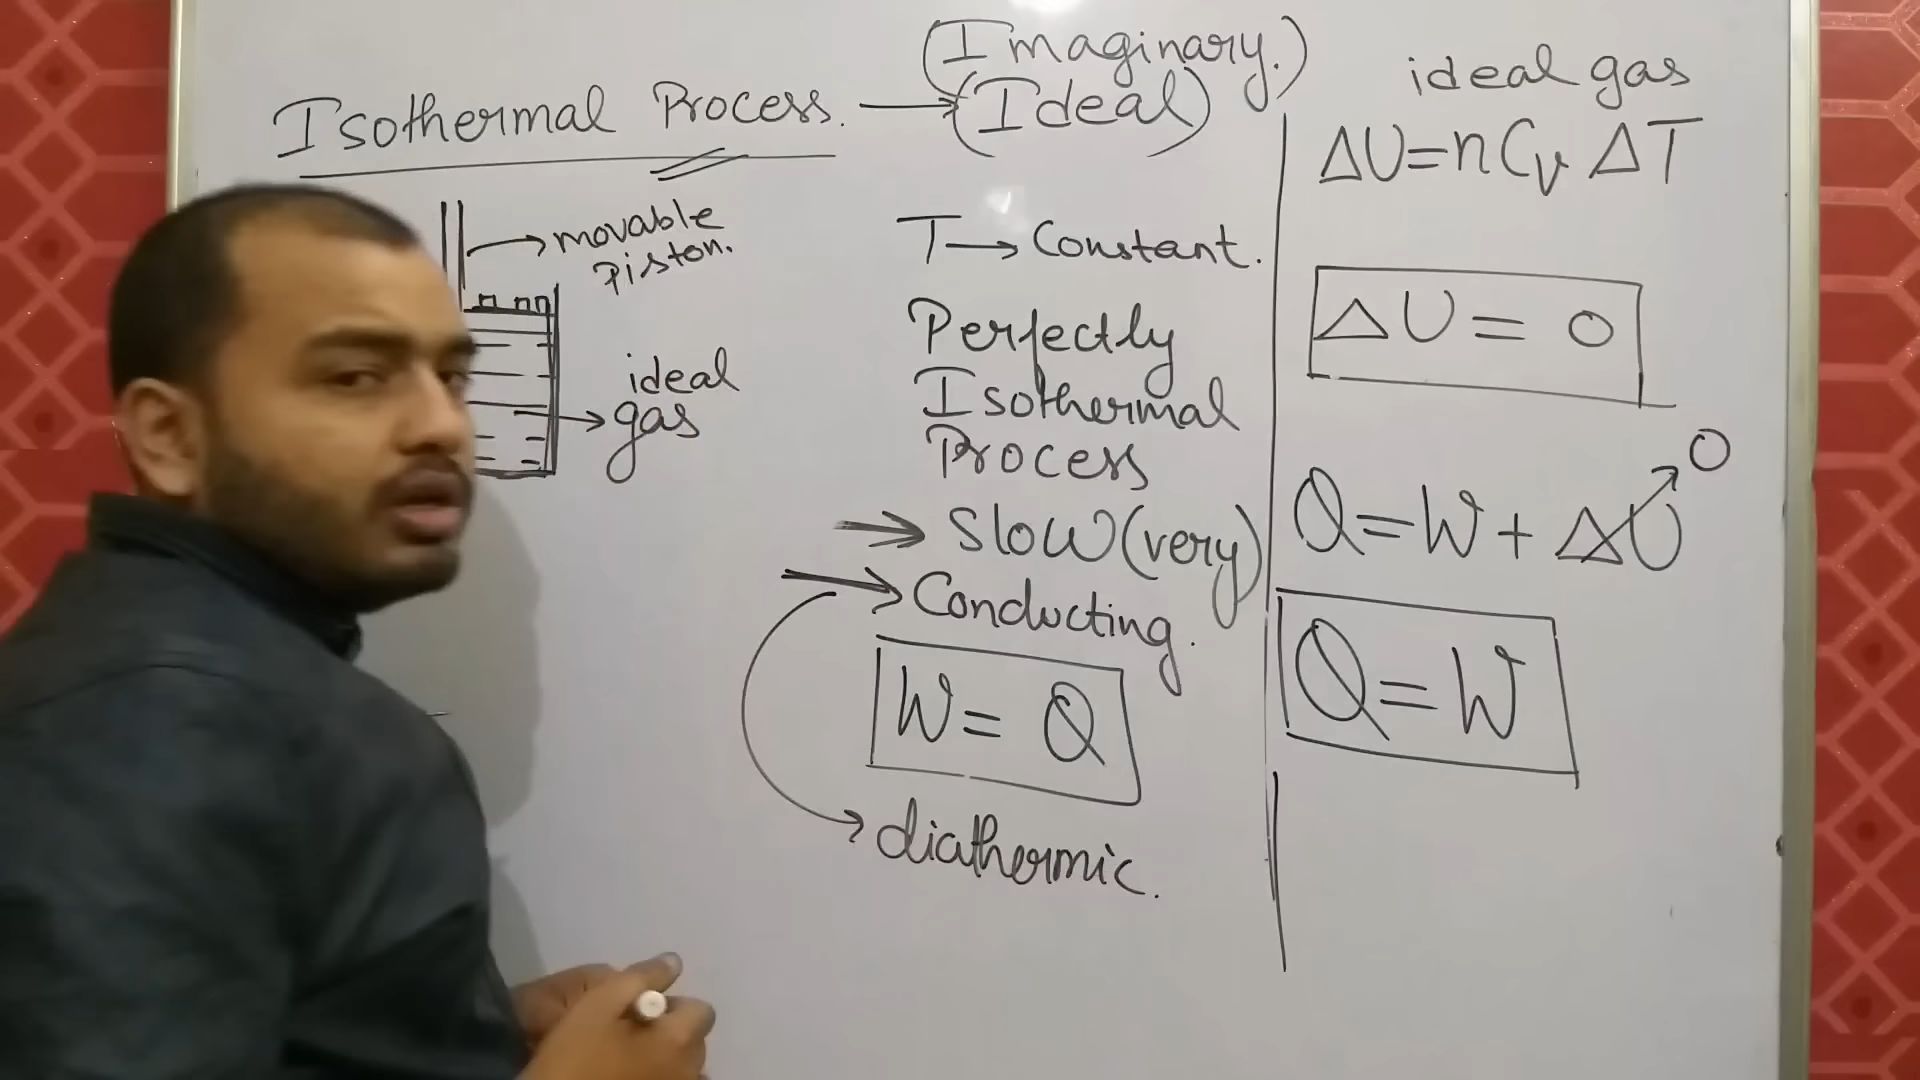 Isothermal Process. → (Ideal)
(Imaginary.)
movable
piston.
ideal
gas
T → Constant.
Perfectly
Isothermal
Process
⇒ Slow (very)
⇒ Conducting.
W = Q
diathermic.
ideal gas
ΔU = nCv ΔT
ΔU = 0
Q = W + ΔU 0
Q = W